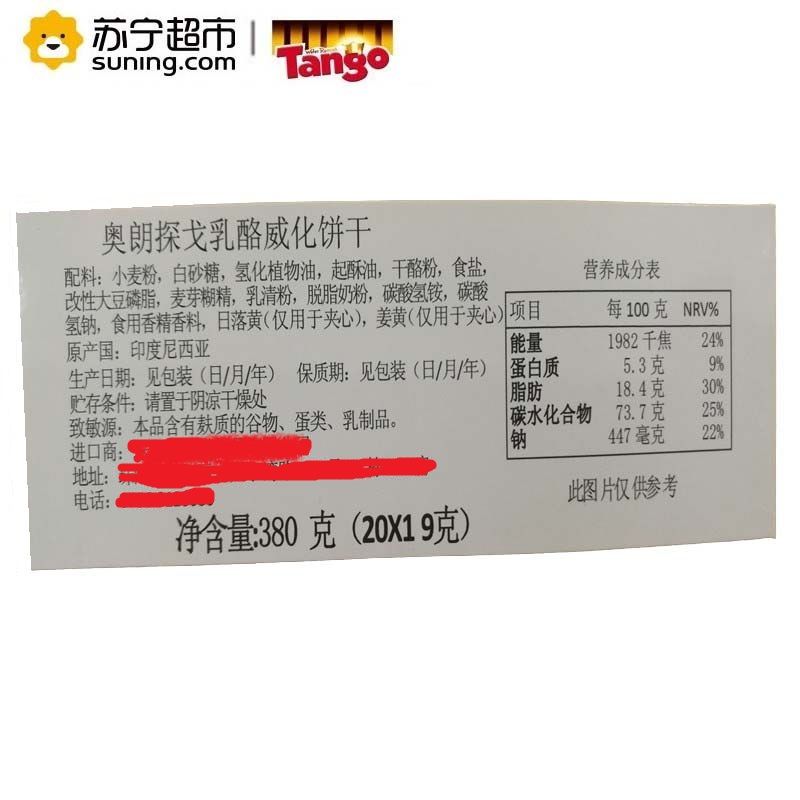 苏宁超市
suning.com
Tango
奥朗探戈乳酪威化饼干
配料：小麦粉，白砂糖，氢化植物油，起酥油，干酪粉，食盐，
改性大豆磷脂，麦芽糊精，乳清粉，脱脂奶粉，碳酸氢铵，碳酸
氢钠，食用香精香料，日落黄(仅用于夹心)，姜黄(仅用于夹心)
原产国：印度尼西亚
生产日期：见包装（日/月/年） 保质期：见包装（日/月/年）
贮存条件：请置于阴凉干燥处
致敏源：本品含有麸质的谷物、蛋类、乳制品。
进口商：
地址：
电话：
净含量:380 克（20X1 9克）
营养成分表
项目 每 100 克 NRV%
能量 1982 千焦 24%
蛋白质 5.3 克 9%
脂肪 18.4 克 30%
碳水化合物 73.7 克 25%
钠 447 毫克 22%
此图片仅供参考